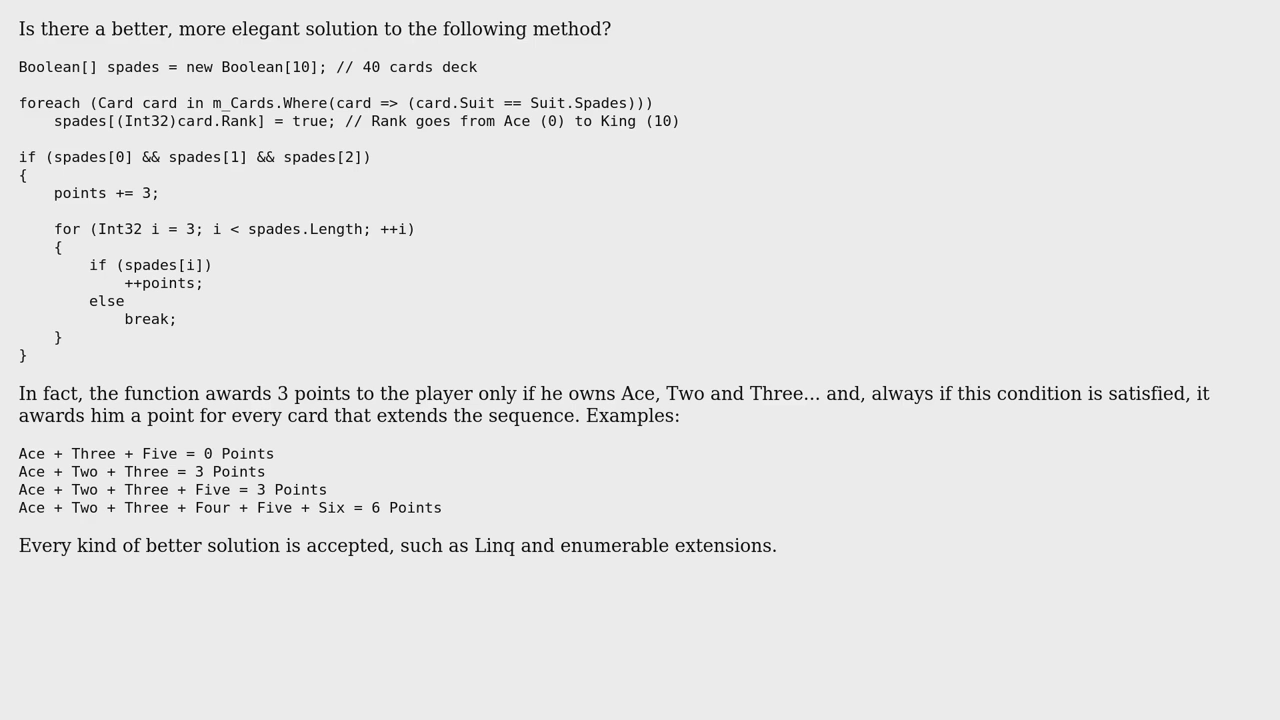 Is there a better, more elegant solution to the following method?
Boolean[] spades = new Boolean[10]; // 40 cards deck
foreach (Card card in m_Cards.Where(card => (card.Suit == Suit.Spades)))
    spades[(Int32)card.Rank] = true; // Rank goes from Ace (0) to King (10)
if (spades[0] && spades[1] && spades[2])
{
    points += 3;
    for (Int32 i = 3; i < spades.Length; ++i)
    {
        if (spades[i])
            ++points;
        else
            break;
    }
}
In fact, the function awards 3 points to the player only if he owns Ace, Two and Three... and, always if this condition is satisfied, it
awards him a point for every card that extends the sequence. Examples:
Ace + Three + Five = 0 Points
Ace + Two + Three = 3 Points
Ace + Two + Three + Five = 3 Points
Ace + Two + Three + Four + Five + Six = 6 Points
Every kind of better solution is accepted, such as Linq and enumerable extensions.